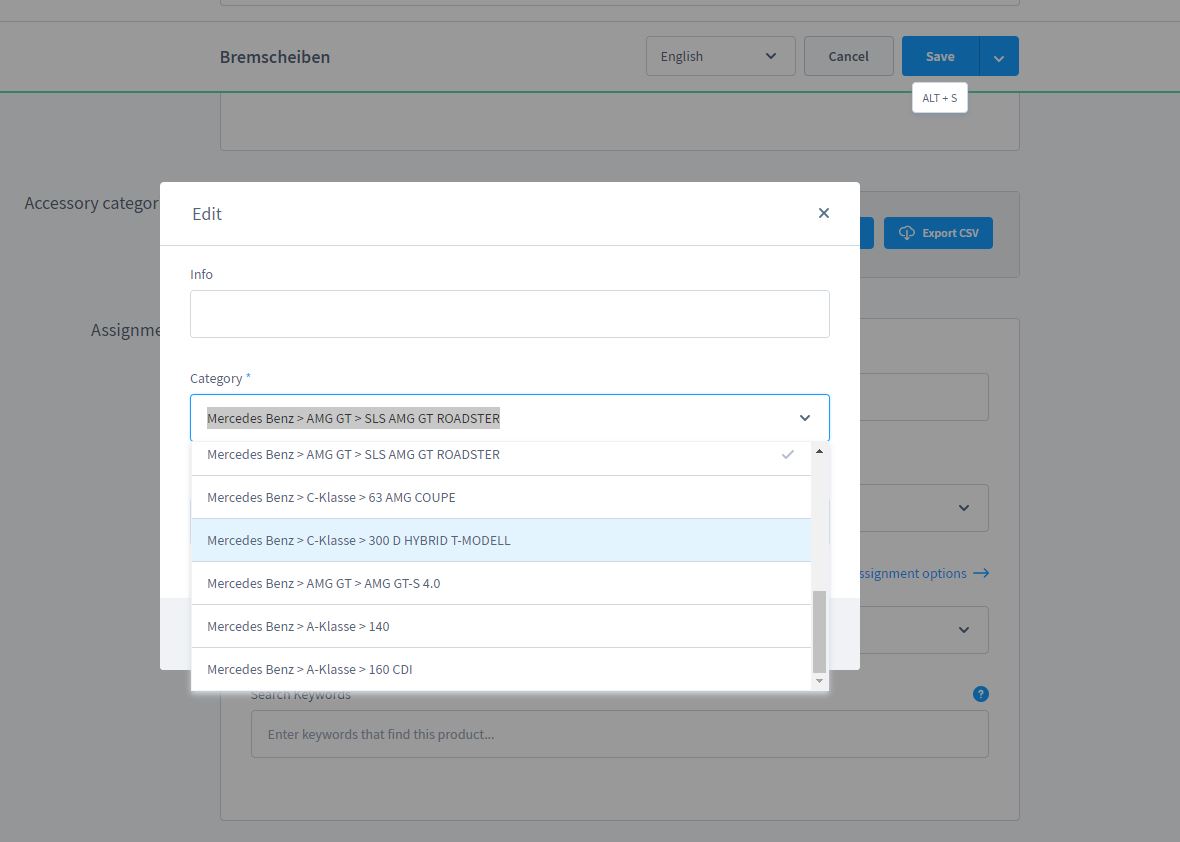 Bremscheiben
English
Cancel
Save
ALT + S
Accessory categor
Export CSV
Edit
Info
Category *
Mercedes Benz > AMG GT > SLS AMG GT ROADSTER
Mercedes Benz > AMG GT > SLS AMG GT ROADSTER
Mercedes Benz > C-Klasse > 63 AMG COUPE
Mercedes Benz > C-Klasse > 300 D HYBRID T-MODELL
Mercedes Benz > AMG GT > AMG GT-S 4.0
Mercedes Benz > A-Klasse > 140
Mercedes Benz > A-Klasse > 160 CDI
Assignme
ssignment options
Search Keywords
?
Enter keywords that find this product...